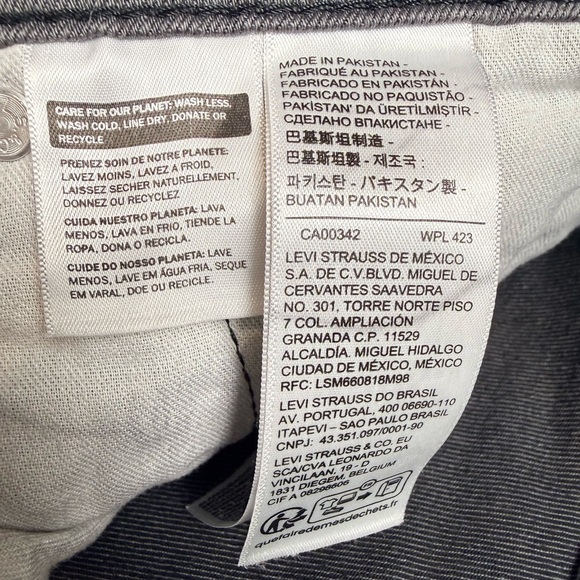 CARE FOR OUR PLANET: WASH LESS,
WASH COLD, LINE DRY, DONATE OR
RECYCLE
PRENEZ SOIN DE NOTRE PLANETE:
LAVEZ MOINS, LAVEZ A FROID,
LAISSEZ SECHER NATURELLEMENT,
DONNEZ OU RECYCLEZ
CUIDA NUESTRO PLANETA: LAVA
MENOS, LAVA EN FRIO, TIENDE LA
ROPA, DONA O RECICLA.
CUIDE DO NOSSO PLANETA: LAVE
MENOS, LAVE EM ÁGUA FRIA, SEQUE
EM VARAL, DOE OU RECICLE.
MADE IN PAKISTAN -
FABRIQUÉ AU PAKISTAN -
FABRICADO EN PAKISTAN -
FABRICADO NO PAQUISTÃO -
PAKİSTAN'DA ÜRETİLMİŞTİR -
СДЕЛАНО ВПАКИСТАНЕ -
巴基斯坦制造 -
巴基斯坦製 - 제조국 :
파키스탄 - パキスタン製 -
BUATAN PAKISTAN
CA00342 WPL 423
LEVI STRAUSS DE MÉXICO
S.A. DE C.V.BLVD. MIGUEL DE
CERVANTES SAAVEDRA
NO. 301, TORRE NORTE PISO
7 COL. AMPLIACIÓN
GRANADA C.P. 11529
ALCALDÍA. MIGUEL HIDALGO
CIUDAD DE MÉXICO, MÉXICO
RFC: LSM660818M98
LEVI STRAUSS DO BRASIL
AV. PORTUGAL, 400 06690-110
ITAPEVI – SAO PAULO BRASIL
CNPJ: 43.351.097/0001-90
LEVI STRAUSS & CO. EU
SCA/CVA LEONARDO DA
VINCILAAN, 19 - D
1831 DIEGEM, BELGIUM
CIF A
quefairedemesdechets.fr